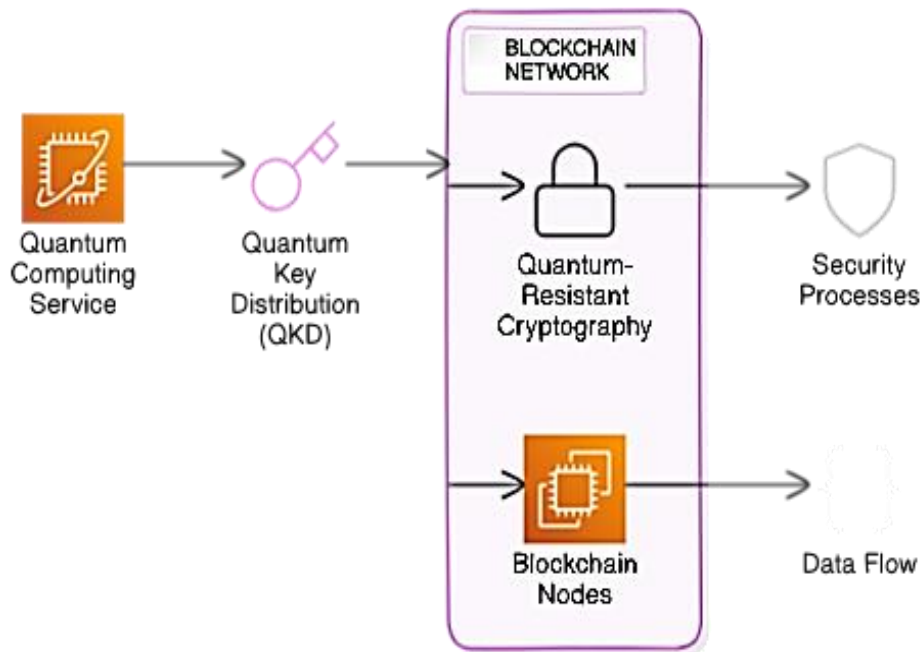 BLOCKCHAIN
NETWORK
Quantum
Computing
Service
Quantum
Key
Distribution
(QKD)
Quantum-
Resistant
Cryptography
Security
Processes
Blockchain
Nodes
Data Flow